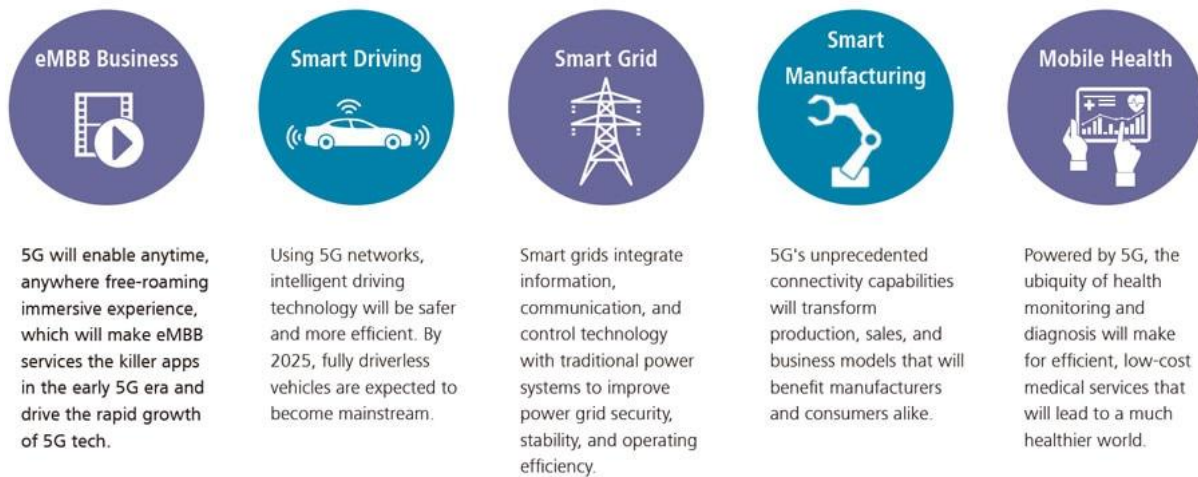 eMBB Business
5G will enable anytime,
anywhere free-roaming
immersive experience,
which will make eMBB
services the killer apps
in the early 5G era and
drive the rapid growth
of 5G tech.
Smart Driving
Using 5G networks,
intelligent driving
technology will be safer
and more efficient. By
2025, fully driverless
vehicles are expected to
become mainstream.
Smart Grid
Smart grids integrate
information,
communication, and
control technology
with traditional power
systems to improve
power grid security,
stability, and operating
efficiency.
Smart
Manufacturing
5G's unprecedented
connectivity capabilities
will transform
production, sales, and
business models that will
benefit manufacturers
and consumers alike.
Mobile Health
Powered by 5G, the
ubiquity of health
monitoring and
diagnosis will make
for efficient, low-cost
medical services that
will lead to a much
healthier world.